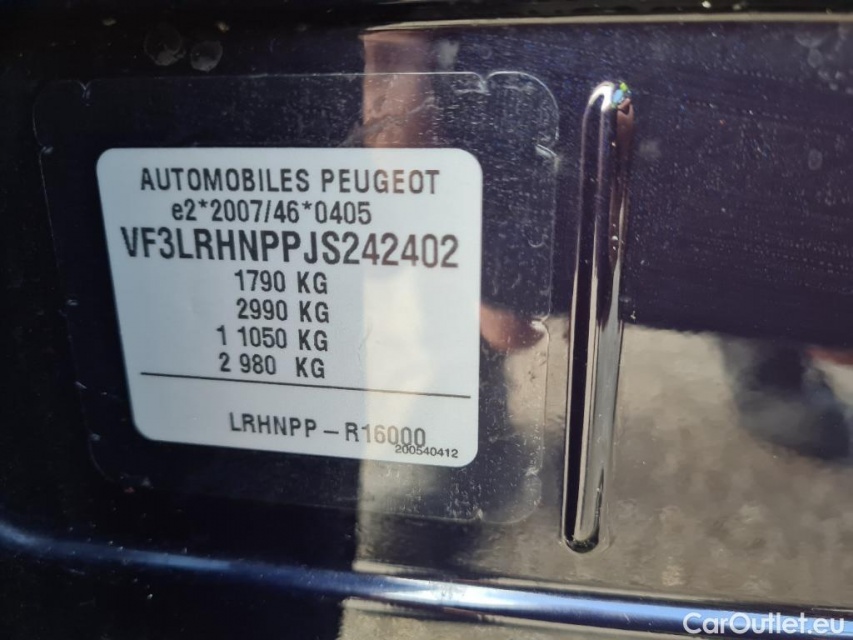 AUTOMOBILES PEUGEOT
e2*2007/46*0405
VF3LRHNPPJS242402
1790 KG
2990 KG
1 1050 KG
2 980 KG
LRHNPP-R16000
200540412
CarOutlet.eu